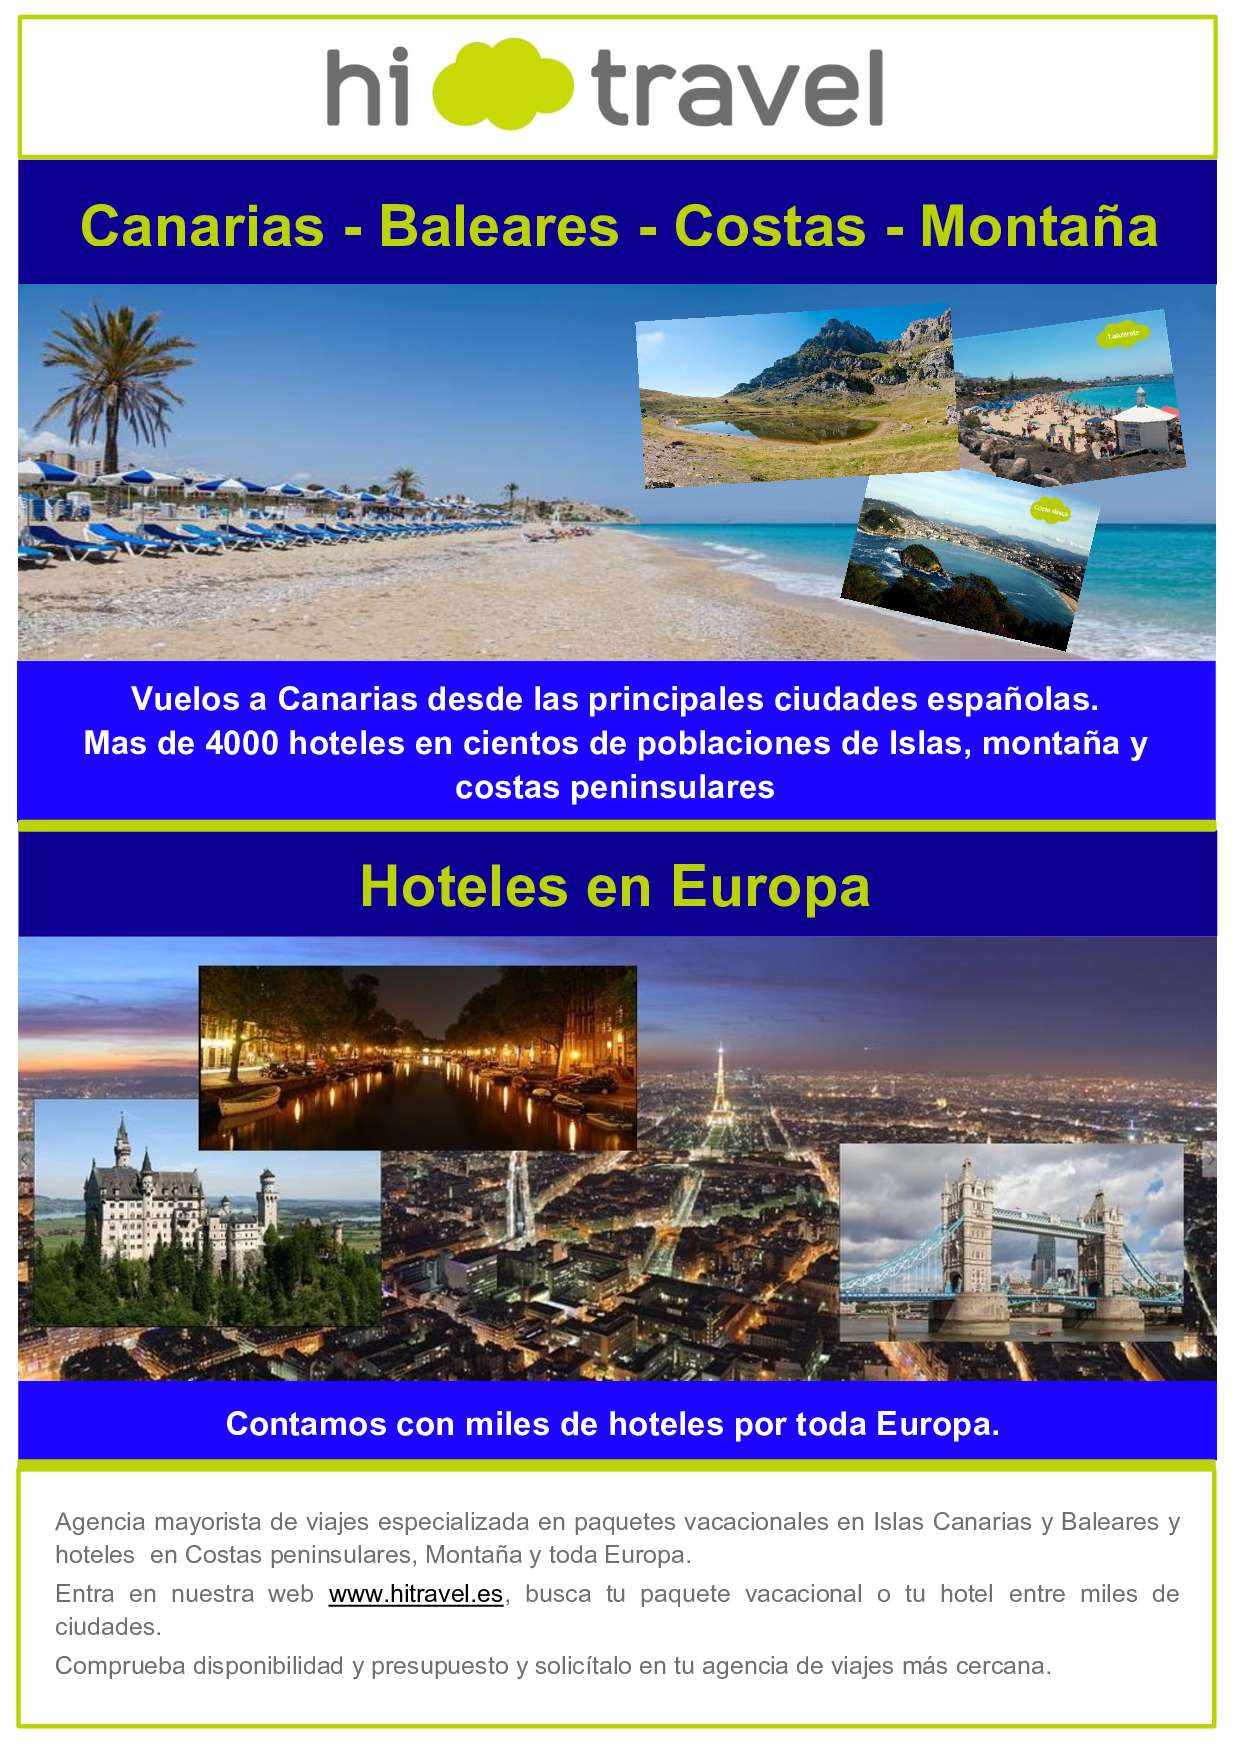 hi travel
Canarias - Baleares - Costas - Montaña
Lanzarote
Vuelos a Canarias desde las principales ciudades españolas.
Mas de 4000 hoteles en cientos de poblaciones de Islas, montaña y
costas peninsulares
Hoteles en Europa
Contamos con miles de hoteles por toda Europa.
Agencia mayorista de viajes especializada en paquetes vacacionales en Islas Canarias y Baleares y
hoteles en Costas peninsulares, Montaña y toda Europa.
Entra en nuestra web www.hitravel.es, busca tu paquete vacacional o tu hotel entre miles de
ciudades.
Comprueba disponibilidad y presupuesto y solicítalo en tu agencia de viajes más cercana.